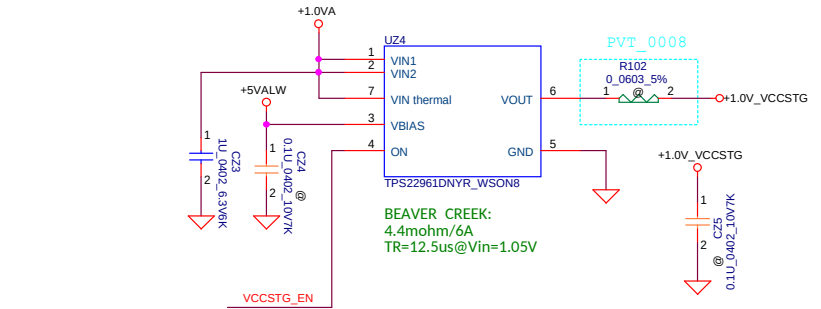 +1.0VA
UZ4
PVT_0008
1
VIN1
2
VIN2
R102
0_0603_5%
+5VALW
7
VIN thermal
VOUT
6
1
@
2
+1.0V_VCCSTG
3
VBIAS
4
ON
GND
5
1
2
CZ3
1U_0402_6.3V6K
1
2
CZ4
0.1U_0402_10V7K
@
+1.0V_VCCSTG
TPS22961DNYR_WSON8
1
2
CZ5
0.1U_0402_10V7K
@
BEAVER CREEK:
4.4mohm/6A
TR=12.5us@Vin=1.05V
VCCSTG_EN